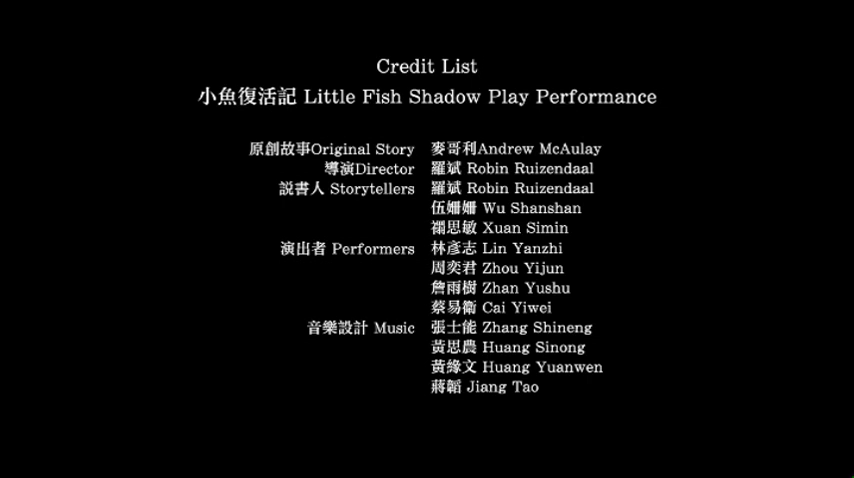 Credit List
小魚復活記 Little Fish Shadow Play Performance
原創故事Original Story 麥哥利Andrew McAulay
導演Director 羅斌 Robin Ruizendaal
説書人 Storytellers 羅斌 Robin Ruizendaal
伍姍姍 Wu Shanshan
禤思敏 Xuan Simin
演出者 Performers 林彥志 Lin Yanzhi
周奕君 Zhou Yijun
詹雨樹 Zhan Yushu
蔡易衛 Cai Yiwei
音樂設計 Music 張士能 Zhang Shineng
黃思農 Huang Sinong
黃緣文 Huang Yuanwen
蔣韜 Jiang Tao